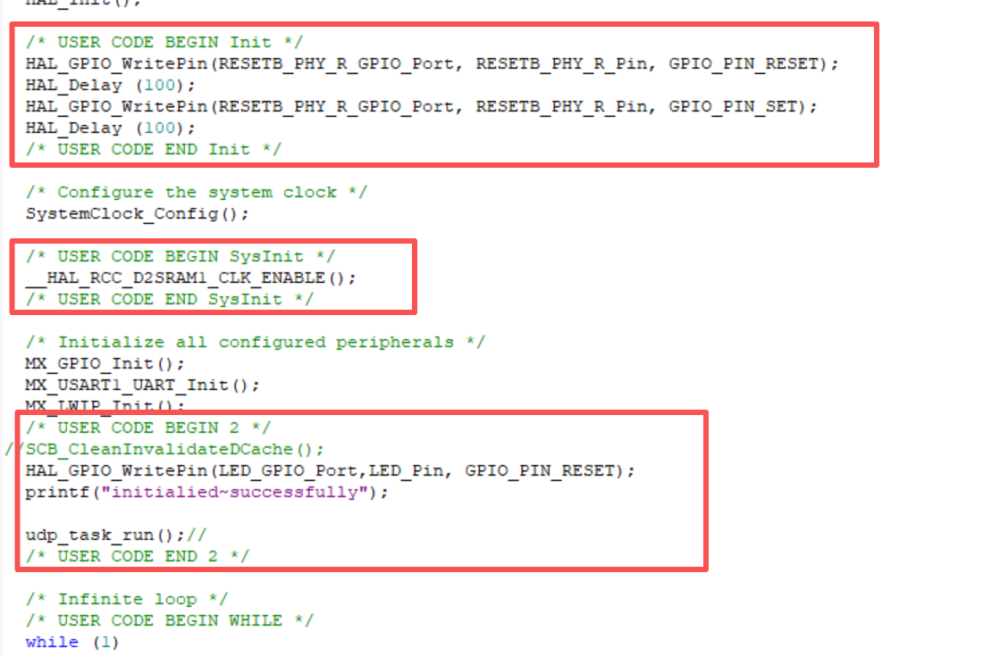 HAL_Init();
/* USER CODE BEGIN Init */
HAL_GPIO_WritePin(RESETB_PHY_R_GPIO_Port, RESETB_PHY_R_Pin, GPIO_PIN_RESET);
HAL_Delay (100);
HAL_GPIO_WritePin(RESETB_PHY_R_GPIO_Port, RESETB_PHY_R_Pin, GPIO_PIN_SET);
HAL_Delay (100);
/* USER CODE END Init */
/* Configure the system clock */
SystemClock_Config();
/* USER CODE BEGIN SysInit */
__HAL_RCC_D2SRAM1_CLK_ENABLE();
/* USER CODE END SysInit */
/* Initialize all configured peripherals */
MX_GPIO_Init();
MX_USART1_UART_Init();
MX_LWIP_Init();
/* USER CODE BEGIN 2 */
//SCB_CleanInvalidateDCache();
HAL_GPIO_WritePin(LED_GPIO_Port,LED_Pin, GPIO_PIN_RESET);
printf("initialied~successfully");
udp_task_run();//
/* USER CODE END 2 */
/* Infinite loop */
/* USER CODE BEGIN WHILE */
while (1)